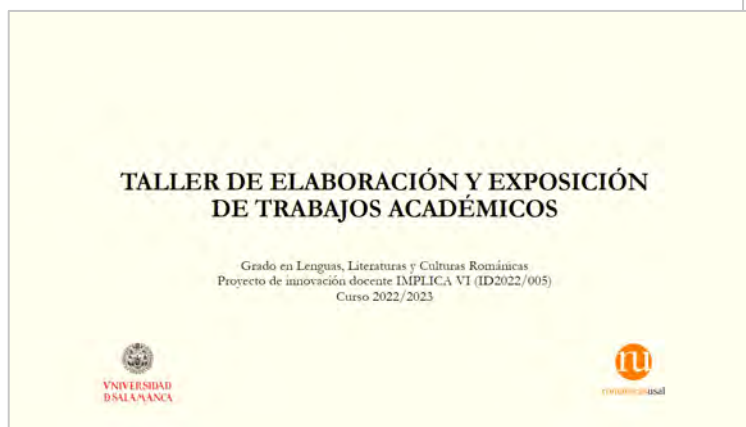 TALLER DE ELABORACIÓN Y EXPOSICIÓN
DE TRABAJOS ACADÉMICOS
Grado en Lenguas, Literaturas y Culturas Románicas
Proyecto de innovación docente IMPLICA VI (ID2022/005)
Curso 2022/2023
VNIVERSIDAD
D SALAMANCA
ru
romanicasusal